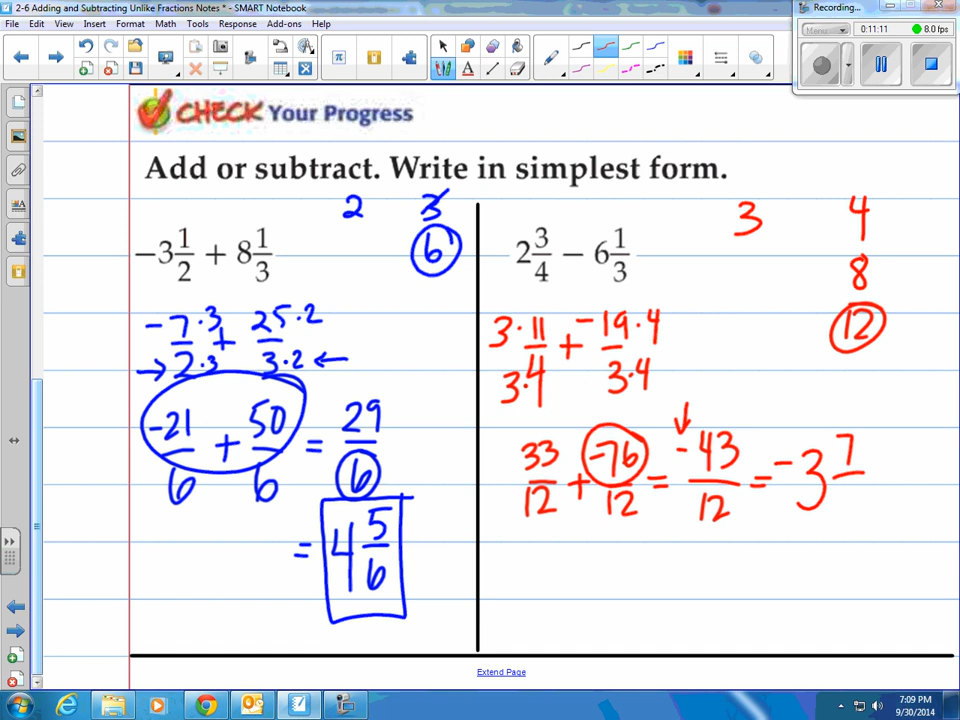 2-6 Adding and Subtracting Unlike Fractions Notes * - SMART Notebook
Recording...
File Edit View Insert Format Math Tools Response Add-ons Help
Menu
0:11:11
8.0 fps
CHECK Your Progress
Add or subtract. Write in simplest form.
-3 1/2 + 8 1/3
2 3
6
-7·3/2·3 + 25·2/3·2
-21/6 + 50/6 = 29/6
= 4 5/6
2 3/4 − 6 1/3
3 4
8
12
3·11/3·4 + -19·4/3·4
33/12 + -76/12 = -43/12 = -3 7/
Extend Page
7:09 PM
9/30/2014